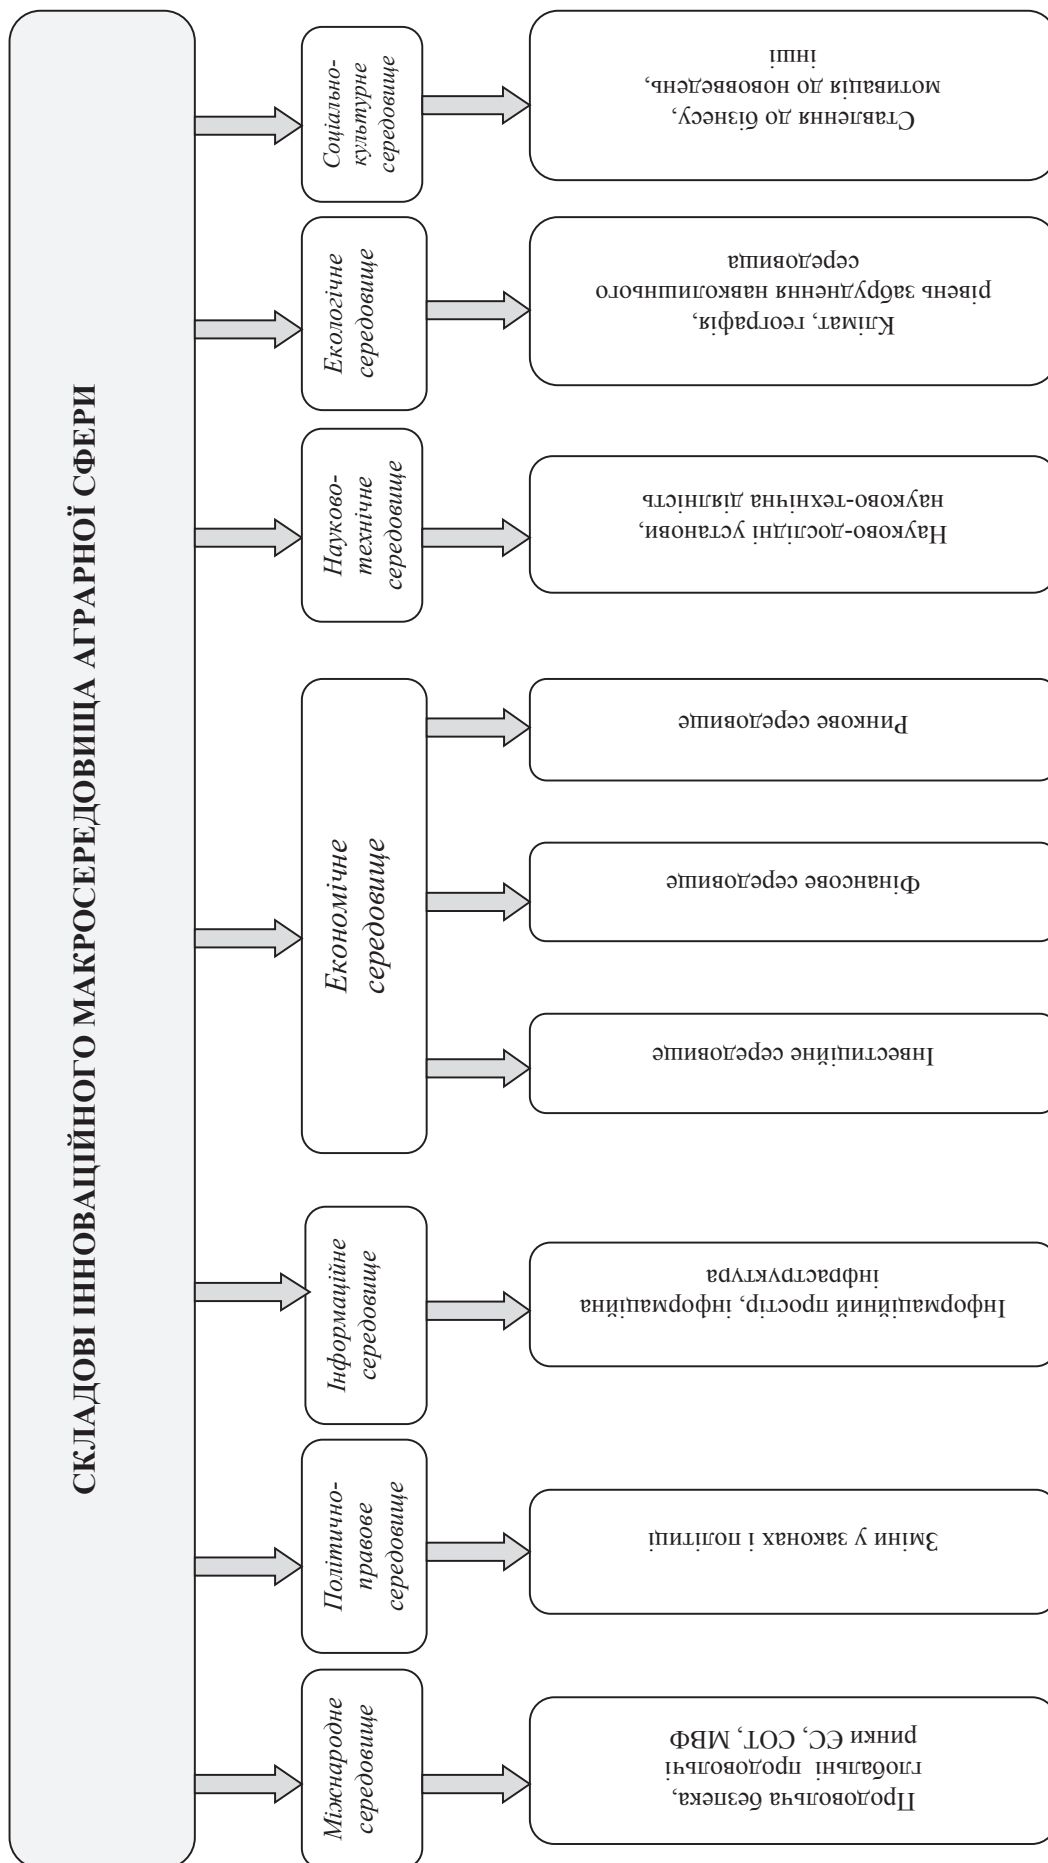 СКЛАДОВІ ІННОВАЦІЙНОГО МАКРОСЕРЕДОВИЩА АГРАРНОЇ СФЕРИ
Міжнародне
середовище
Продовольча безпека,
глобальні продовольчі
ринки ЄС, СОТ, МВФ
Політично-
правове
середовище
Зміни у законах і політиці
Інформаційне
середовище
Інформаційний простір, інформаційна
інфраструктура
Економічне
середовище
Інвестиційне середовище
Фінансове середовище
Ринкове середовище
Науково-
технічне
середовище
Науково-дослідні установи,
науково-технічна діялність
Екологічне
середовище
Клімат, географія,
рівень забруднення навколишнього
середовища
Соціально-
культурне
середовище
Ставлення до бізнесу,
мотивація до нововведень,
інші